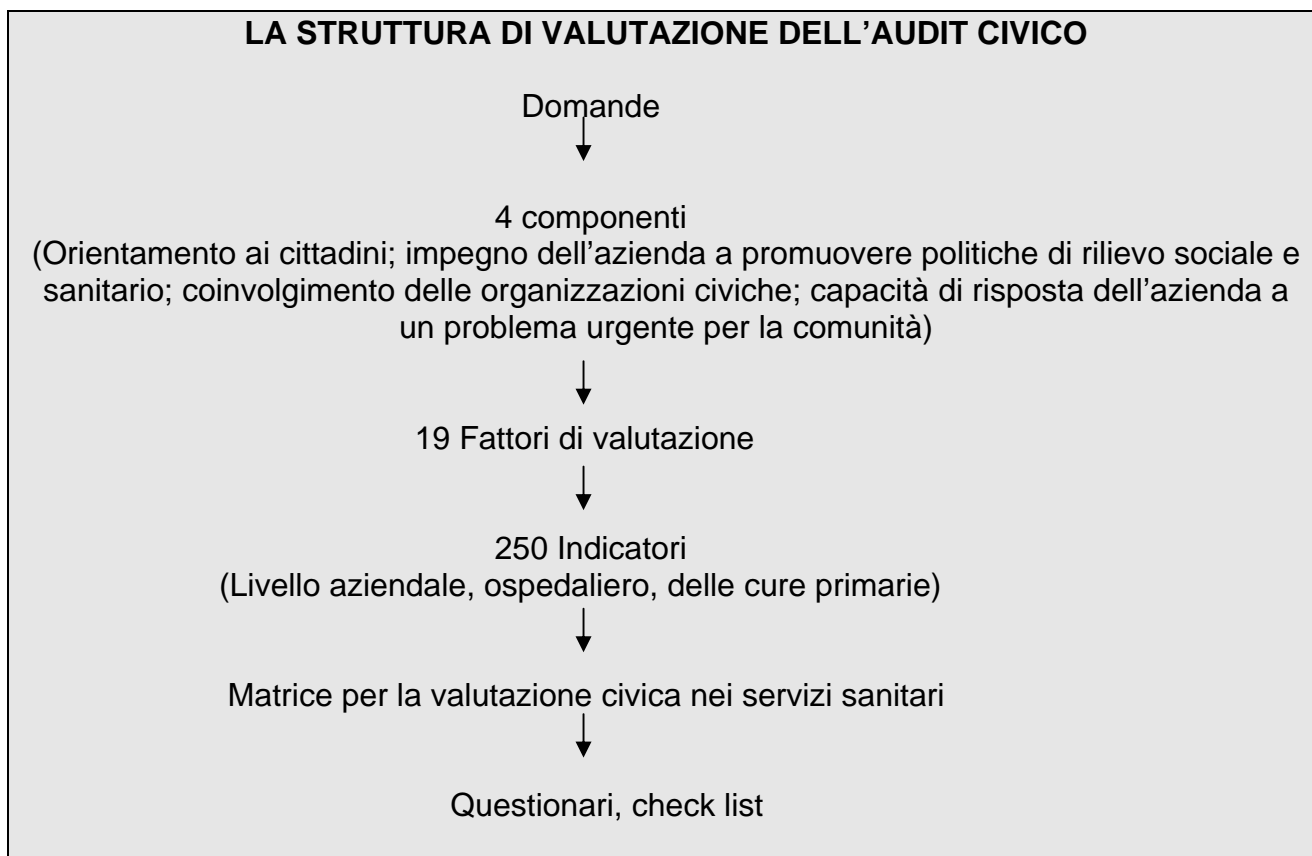 LA STRUTTURA DI VALUTAZIONE DELL’AUDIT CIVICO
Domande
4 componenti
(Orientamento ai cittadini; impegno dell’azienda a promuovere politiche di rilievo sociale e
sanitario; coinvolgimento delle organizzazioni civiche; capacità di risposta dell’azienda a
un problema urgente per la comunità)
19 Fattori di valutazione
250 Indicatori
(Livello aziendale, ospedaliero, delle cure primarie)
Matrice per la valutazione civica nei servizi sanitari
Questionari, check list